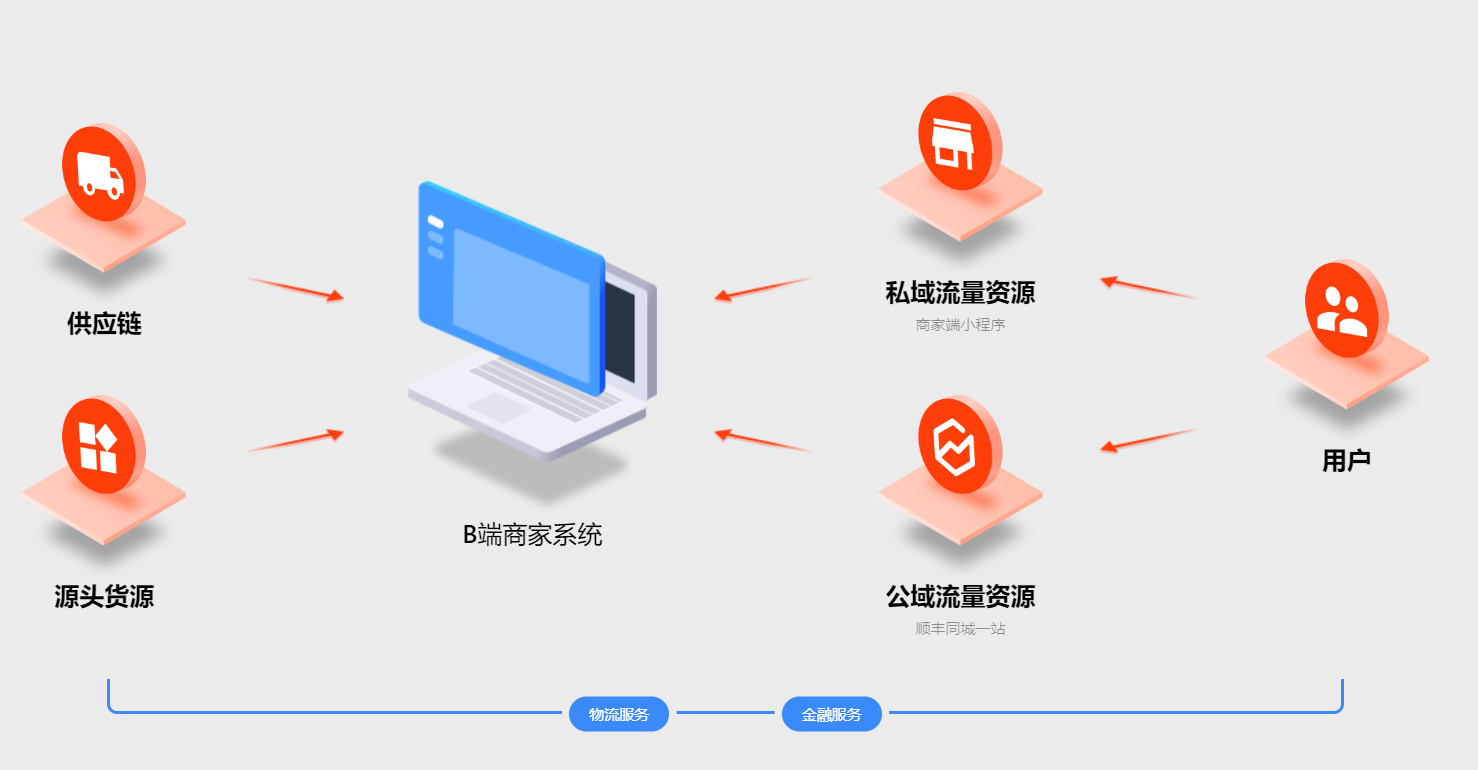 供应链
源头货源
B端商家系统
私域流量资源
商家端小程序
公域流量资源
顺丰同城一站
用户
物流服务
金融服务